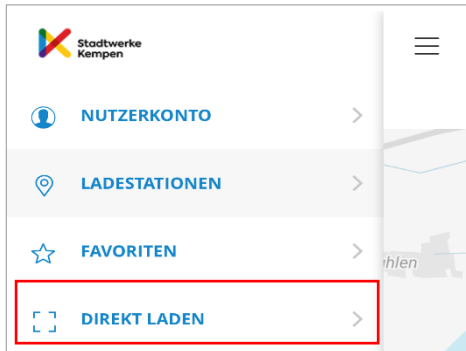 Stadtwerke
Kempen
NUTZERKONTO
LADESTATIONEN
FAVORITEN
DIREKT LADEN